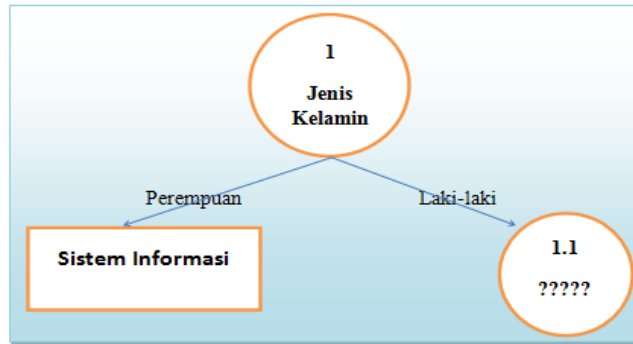 1
Jenis
Kelamin
Perempuan
Laki-laki
Sistem Informasi
1.1
?????